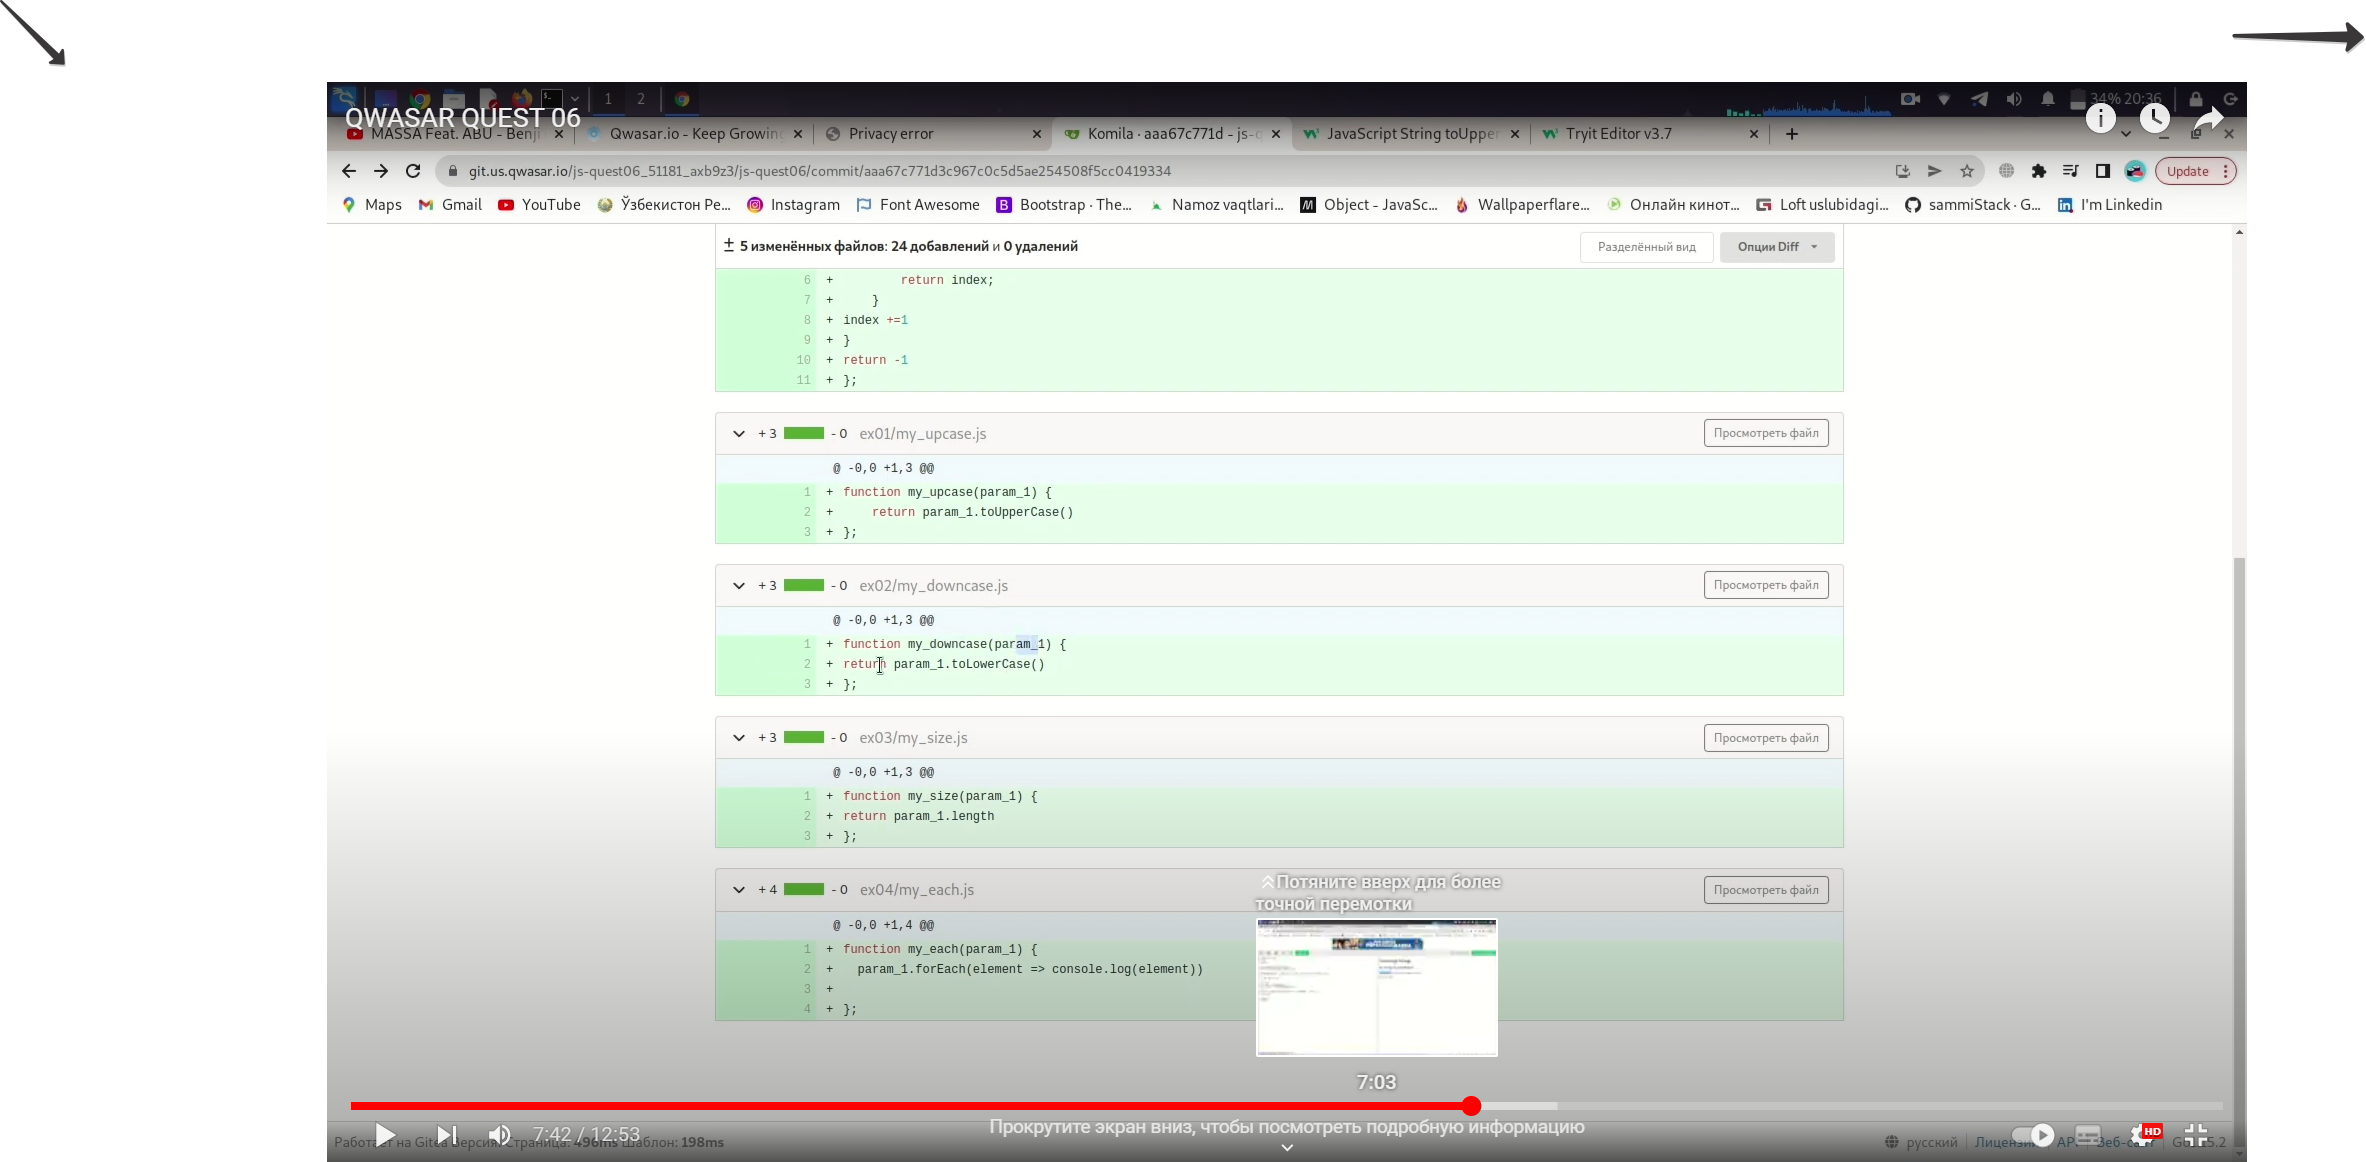 QWASAR QUEST 06
1 2 34% 20:36
MASSA Feat. ABU - Benji Qwasar.io - Keep Growing Privacy error Komila · aaa67c771d - js-q JavaScript String toUpper Tryit Editor v3.7
git.us.qwasar.io/js-quest06_51181_axb9z3/js-quest06/commit/aaa67c771d3c967c0c5d5ae254508f5cc0419334 Update
Maps Gmail YouTube Ўзбекистон Ре... Instagram Font Awesome Bootstrap · The... Namoz vaqtlari... Object - JavaSc... Wallpaperflare... Онлайн кинот... Loft uslubidagi... sammiStack · G... I'm Linkedin
5 изменённых файлов: 24 добавлений и 0 удалений Разделённый вид Опции Diff
6 + return index;
7 + }
8 + index +=1
9 + }
10 + return -1
11 + };
+ 3 - 0 ex01/my_upcase.js Просмотреть файл
@ -0,0 +1,3 @@
1 + function my_upcase(param_1) {
2 + return param_1.toUpperCase()
3 + };
+ 3 - 0 ex02/my_downcase.js Просмотреть файл
@ -0,0 +1,3 @@
1 + function my_downcase(param_1) {
2 + return param_1.toLowerCase()
3 + };
+ 3 - 0 ex03/my_size.js Просмотреть файл
@ -0,0 +1,3 @@
1 + function my_size(param_1) {
2 + return param_1.length
3 + };
+ 4 - 0 ex04/my_each.js Просмотреть файл
@ -0,0 +1,4 @@
1 + function my_each(param_1) {
2 + param_1.forEach(element => console.log(element))
3 +
4 + };
Потяните вверх для более
точной перемотки
7:03
Прокрутите экран вниз, чтобы посмотреть подробную информацию
7:42 / 12:53 HD
Работает на Gitea Версия: Страница: 496ms Шаблон: 198ms русский Лицензии